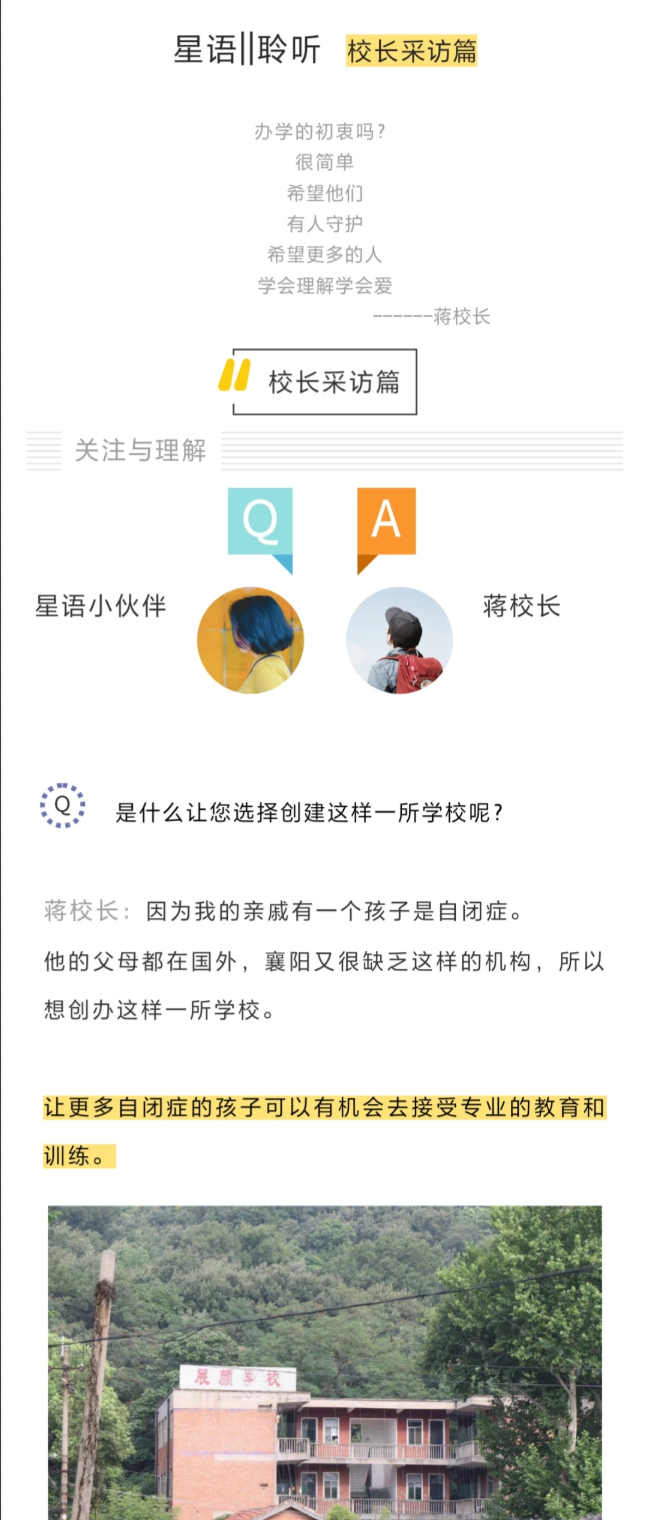 星语||聆听 校长采访篇
办学的初衷吗?
很简单
希望他们
有人守护
希望更多的人
学会理解学会爱
------蒋校长
校长采访篇
关注与理解
Q A
星语小伙伴 蒋校长
Q 是什么让您选择创建这样一所学校呢?
蒋校长：因为我的亲戚有一个孩子是自闭症。
他的父母都在国外，襄阳又很缺乏这样的机构，所以
想创办这样一所学校。
让更多自闭症的孩子可以有机会去接受专业的教育和
训练。
展颜学校